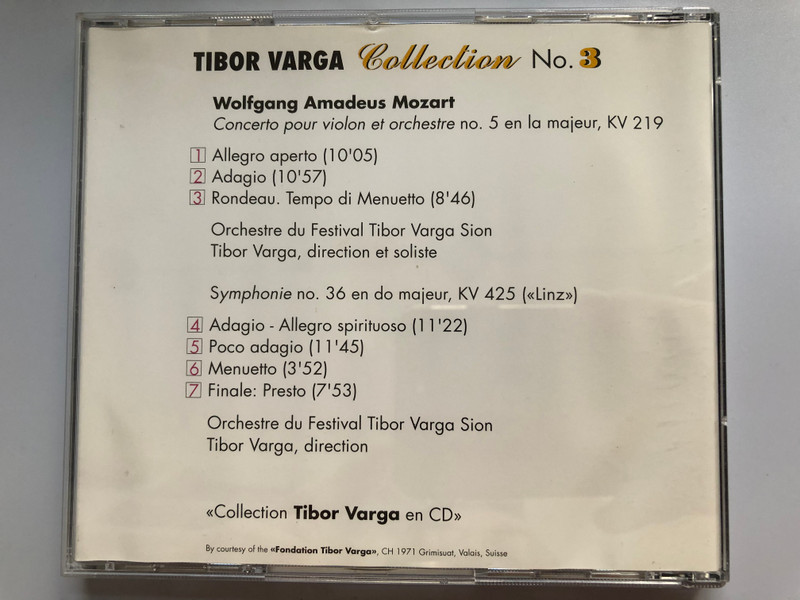 TIBOR VARGA Collection No. 3
Wolfgang Amadeus Mozart
Concerto pour violon et orchestre no. 5 en la majeur, KV 219
1 Allegro aperto (10'05)
2 Adagio (10'57)
3 Rondeau. Tempo di Menuetto (8'46)
Orchestre du Festival Tibor Varga Sion
Tibor Varga, direction et soliste
Symphonie no. 36 en do majeur, KV 425 («Linz»)
4 Adagio - Allegro spirituoso (11'22)
5 Poco adagio (11'45)
6 Menuetto (3'52)
7 Finale: Presto (7'53)
Orchestre du Festival Tibor Varga Sion
Tibor Varga, direction
«Collection Tibor Varga en CD»
By courtesy of the «Fondation Tibor Varga», CH 1971 Grimisuat, Valais, Suisse